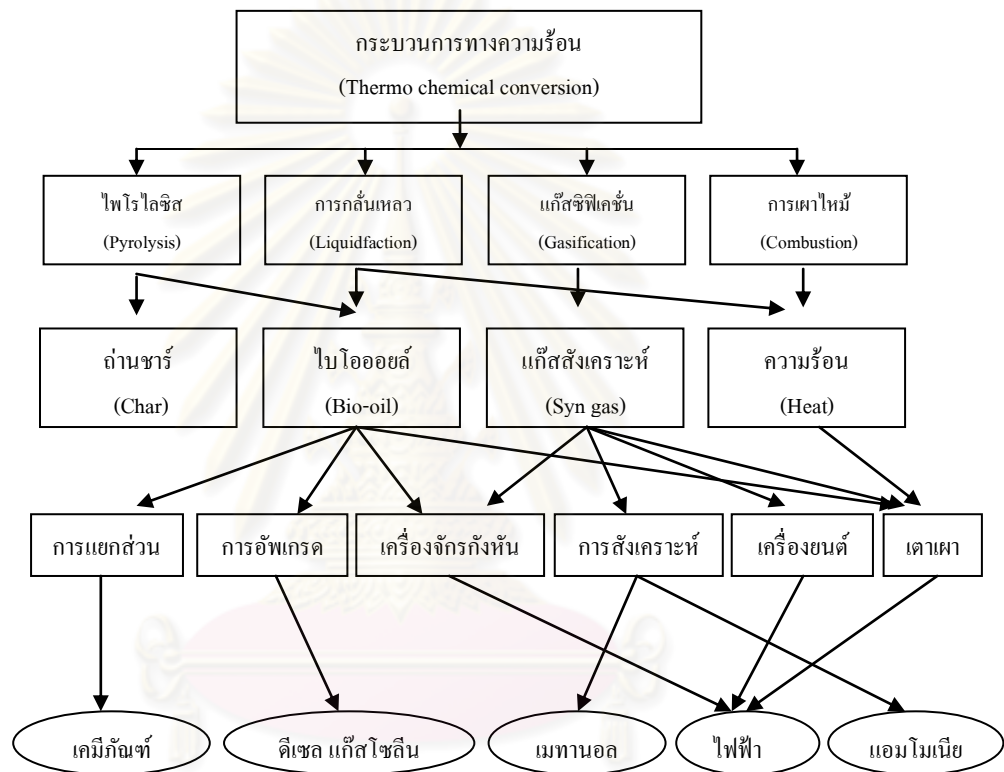 กระบวนการทางความร้อน
(Thermo chemical conversion)
ไพโรไลซิส
(Pyrolysis)
การกลั่นเหลว
(Liquidfaction)
แก๊สซิฟิเคชั่น
(Gasification)
การเผาไหม้
(Combustion)
ถ่านชาร์
(Char)
ไบโอออยล์
(Bio-oil)
แก๊สสังเคราะห์
(Syn gas)
ความร้อน
(Heat)
การแยกส่วน
การอัพเกรด
เครื่องจักรกังหัน
การสังเคราะห์
เครื่องยนต์
เตาเผา
เคมีภัณฑ์
ดีเซล แก๊สโซลีน
เมทานอล
ไฟฟ้า
แอมโมเนีย